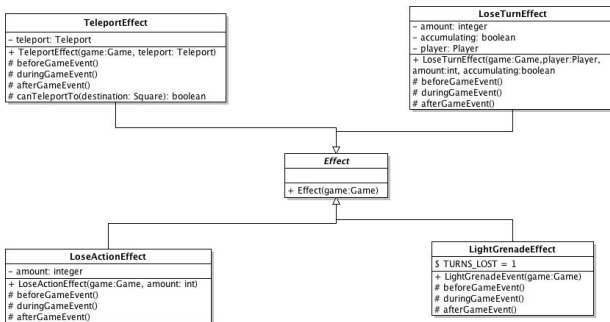 TeleportEffect
- teleport: Teleport
+ TeleportEffect(game:Game, teleport: Teleport)
# beforeGameEvent()
# duringGameEvent()
# afterGameEvent()
# canTeleportTo(destination: Square): boolean
LoseTurnEffect
- amount: integer
- accumulating: boolean
- player: Player
+ LoseTurnEffect(game:Game,player:Player,
amount:int, accumulating:boolean
# beforeGameEvent()
# duringGameEvent()
# afterGameEvent()
Effect
+ Effect(game:Game)
LoseActionEffect
- amount: integer
+ LoseActionEffect(game:Game, amount: int)
# beforeGameEvent()
# duringGameEvent()
# afterGameEvent()
LightGrenadeEffect
$ TURNS_LOST = 1
+ LightGrenadeEvent(game:Game)
# beforeGameEvent()
# duringGameEvent()
# afterGameEvent()